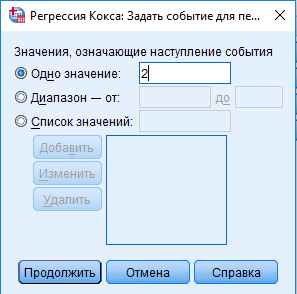 Регрессия Кокса: Задать событие для пе...
Значения, означающие наступление события
Одно значение: 2
Диапазон — от: до
Список значений:
Добавить
Изменить
Удалить
Продолжить Отмена Справка